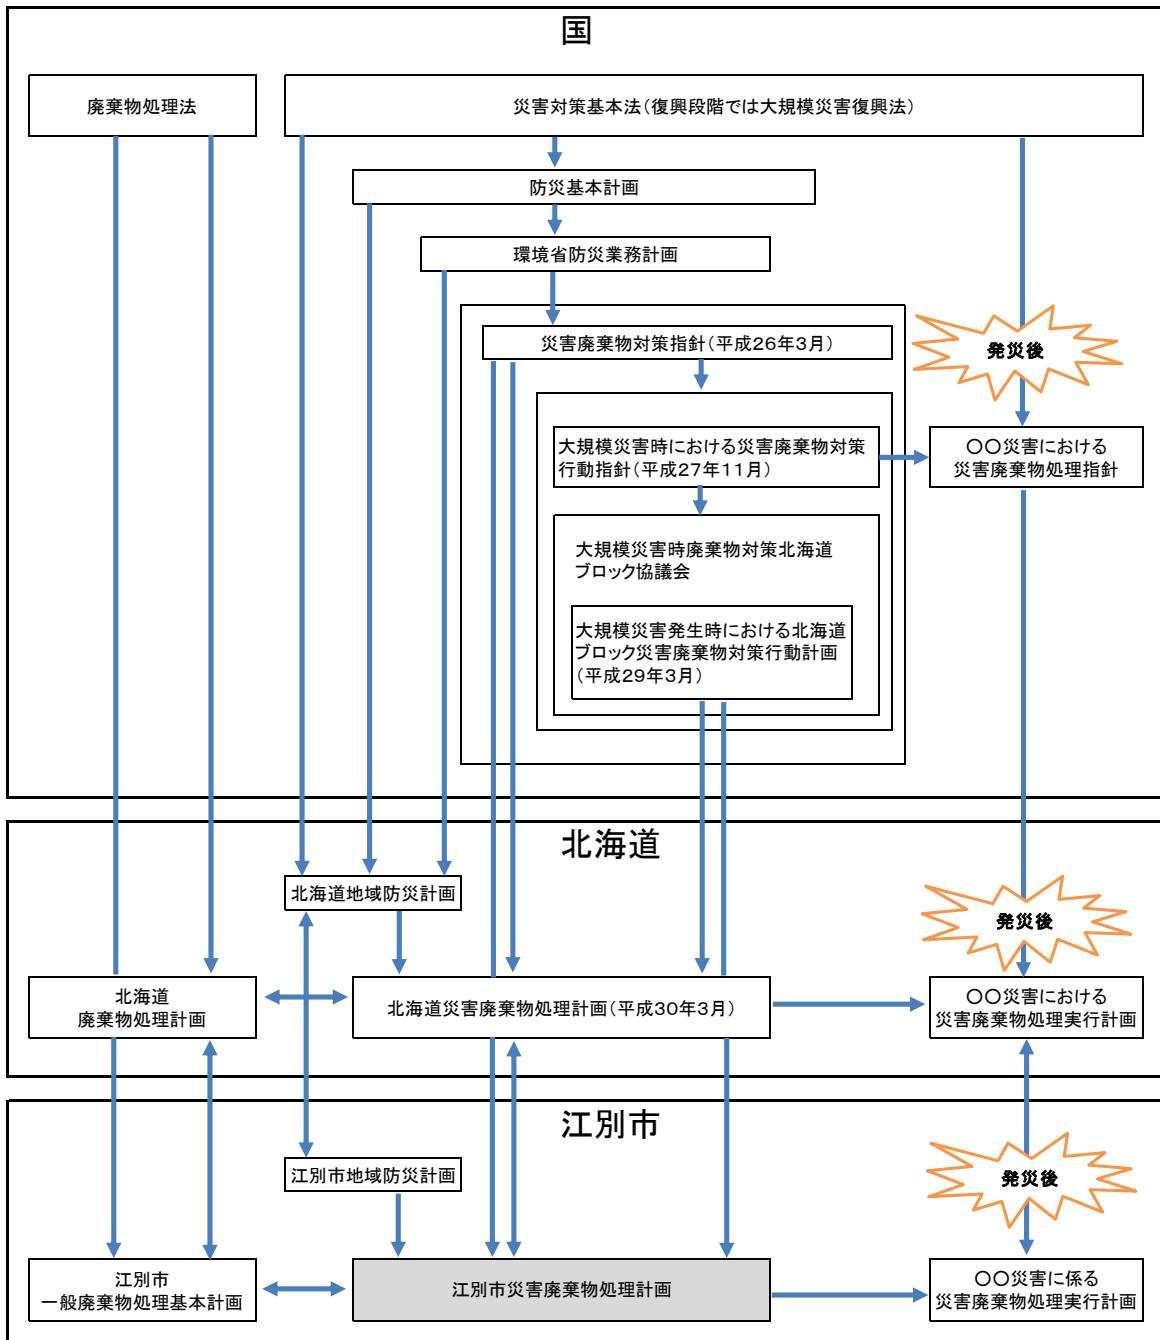 国
廃棄物処理法
災害対策基本法（復興段階では大規模災害復興法）
防災基本計画
環境省防災業務計画
災害廃棄物対策指針（平成26年3月）
発災後
大規模災害時における災害廃棄物対策
行動指針（平成27年11月）
〇〇災害における
災害廃棄物処理指針
大規模災害時廃棄物対策北海道
ブロック協議会
大規模災害発生時における北海道
ブロック災害廃棄物対策行動計画
（平成29年3月）
北海道
北海道地域防災計画
発災後
北海道
廃棄物処理計画
北海道災害廃棄物処理計画（平成30年3月）
〇〇災害における
災害廃棄物処理実行計画
江別市
江別市地域防災計画
発災後
江別市
一般廃棄物処理基本計画
江別市災害廃棄物処理計画
〇〇災害に係る
災害廃棄物処理実行計画